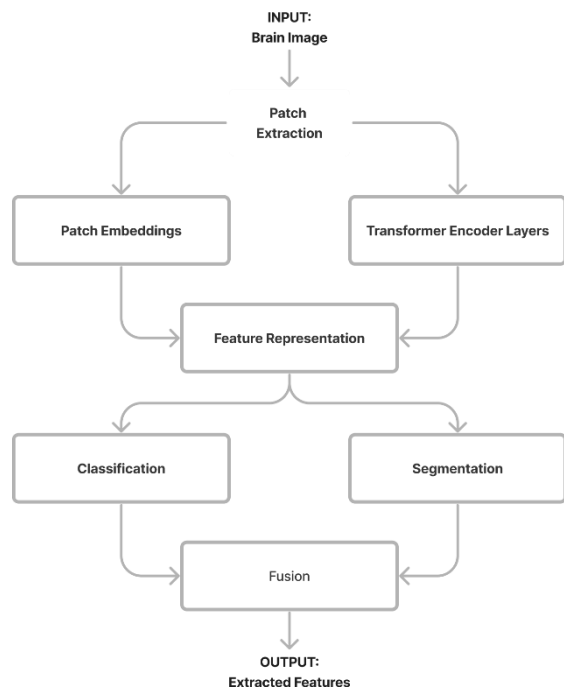 INPUT:
Brain Image
Patch
Extraction
Patch Embeddings
Transformer Encoder Layers
Feature Representation
Classification
Segmentation
Fusion
OUTPUT:
Extracted Features